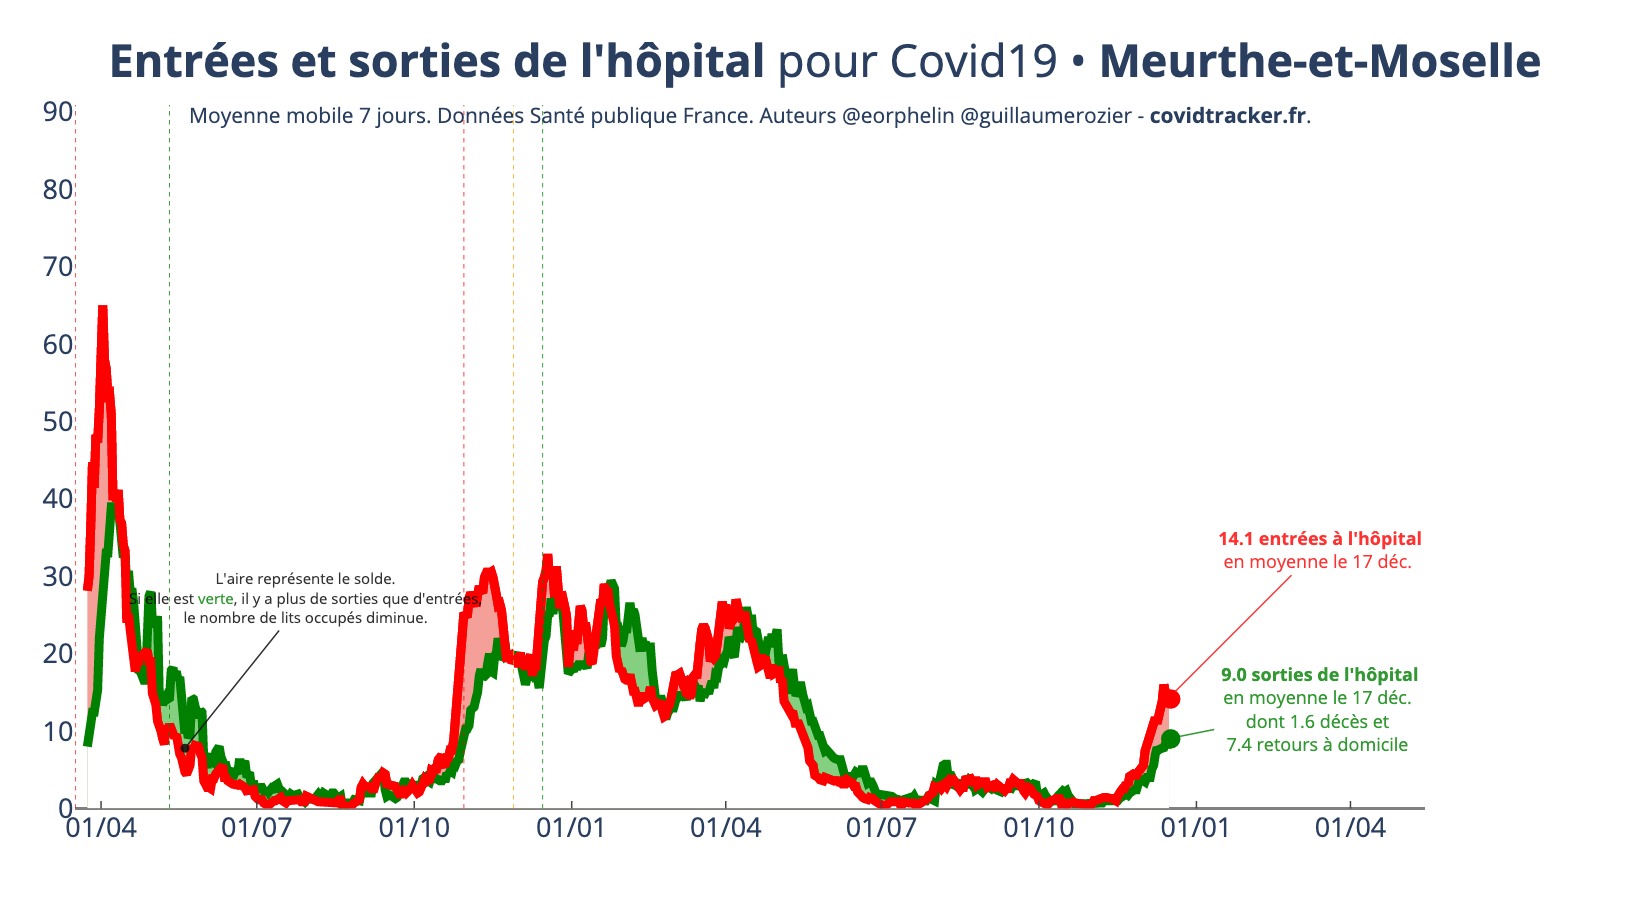 Entrées et sorties de l'hôpital pour Covid19 • Meurthe-et-Moselle
Moyenne mobile 7 jours. Données Santé publique France. Auteurs @eorphelin @guillaumerozier - covidtracker.fr.
90
80
70
60
50
40
30
20
10
0
14.1 entrées à l'hôpital
en moyenne le 17 déc.
L'aire représente le solde.
Si elle est verte, il y a plus de sorties que d'entrées,
le nombre de lits occupés diminue.
9.0 sorties de l'hôpital
en moyenne le 17 déc.
dont 1.6 décès et
7.4 retours à domicile
01/04 01/07 01/10 01/01 01/04 01/07 01/10 01/01 01/04